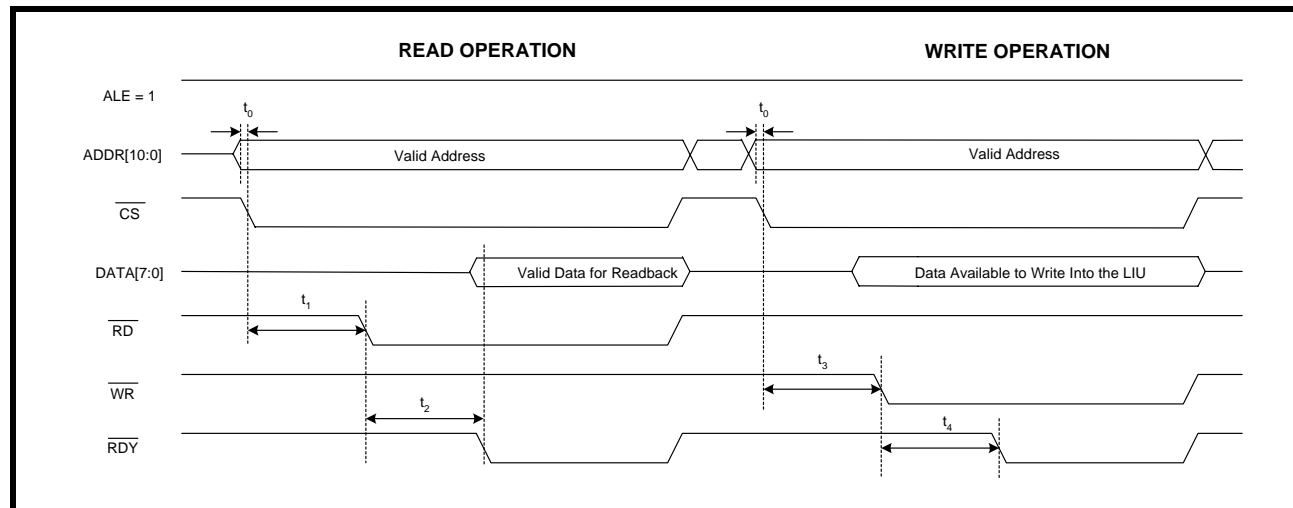 READ OPERATION WRITE OPERATION
ALE = 1
t0 t0
ADDR[10:0] Valid Address Valid Address
CS
DATA[7:0] Valid Data for Readback Data Available to Write Into the LIU
t1
RD
t3
WR
t2
t4
RDY